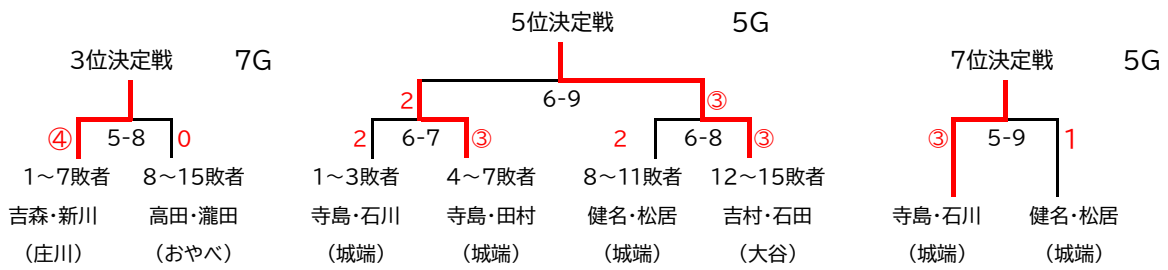 5位決定戦 5G
3位決定戦 7G
7位決定戦 5G
6-9
2 ③
④ 5-8 0
2 6-7 ③
2 6-8 ③
③ 5-9 1
1～7敗者 8～15敗者
1～3敗者 4～7敗者 8～11敗者 12～15敗者
吉森・新川 高田・瀧田
寺島・石川 寺島・田村 健名・松居 吉村・石田
寺島・石川 健名・松居
（庄川） （おやべ）
（城端） （城端） （城端） （大谷）
（城端） （城端）